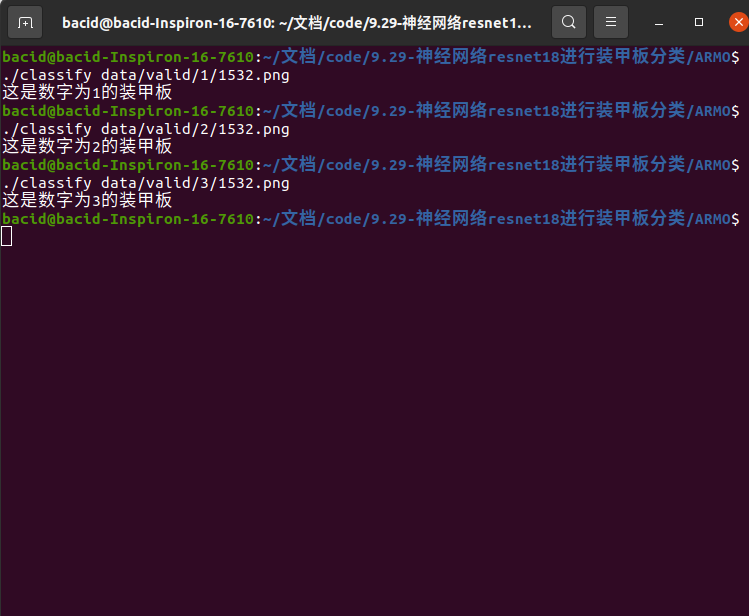 bacid@bacid-Inspiron-16-7610: ~/文档/code/9.29-神经网络resnet1...
bacid@bacid-Inspiron-16-7610:~/文档/code/9.29-神经网络resnet18进行装甲板分类/ARMO$
./classify data/valid/1/1532.png
这是数字为1的装甲板
bacid@bacid-Inspiron-16-7610:~/文档/code/9.29-神经网络resnet18进行装甲板分类/ARMO$
./classify data/valid/2/1532.png
这是数字为2的装甲板
bacid@bacid-Inspiron-16-7610:~/文档/code/9.29-神经网络resnet18进行装甲板分类/ARMO$
./classify data/valid/3/1532.png
这是数字为3的装甲板
bacid@bacid-Inspiron-16-7610:~/文档/code/9.29-神经网络resnet18进行装甲板分类/ARMO$